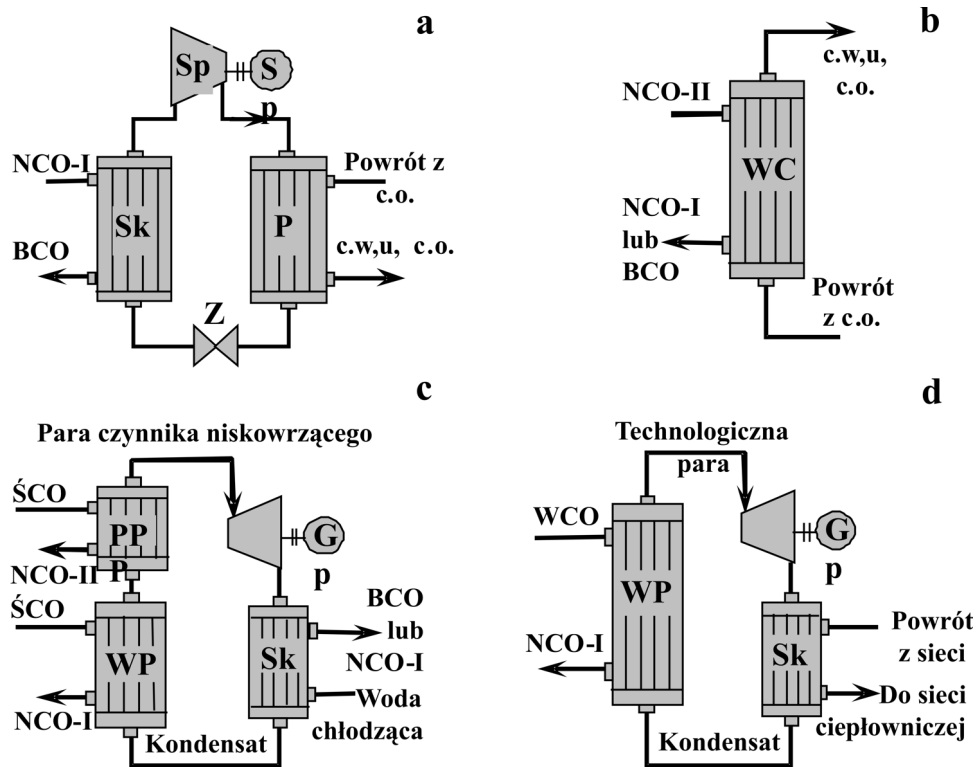 a
Sp
S
p
NCO-I
Sk
BCO
P
Powrót z
c.o.
c.w,u, c.o.
Z
b
c.w,u,
c.o.
NCO-II
WC
NCO-I
lub
BCO
Powrót
z c.o.
c
Para czynnika niskowrzącego
ŚCO
PP
P
NCO-II
ŚCO
WP
NCO-I
G
p
BCO
lub
NCO-I
Sk
Woda
chłodząca
Kondensat
d
Technologiczna
para
WCO
WP
NCO-I
G
p
Powrót
z sieci
Sk
Do sieci
ciepłowniczej
Kondensat